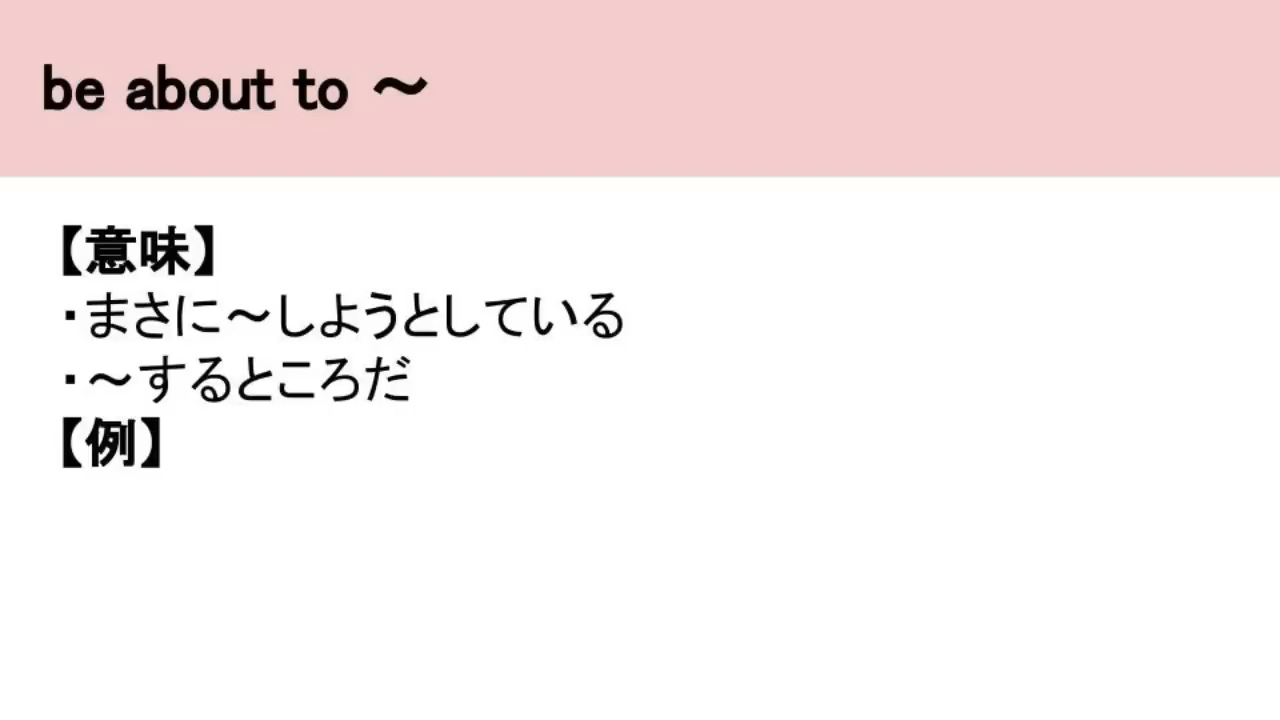 be about to ～
【意味】
・まさに～しようとしている
・～するところだ
【例】